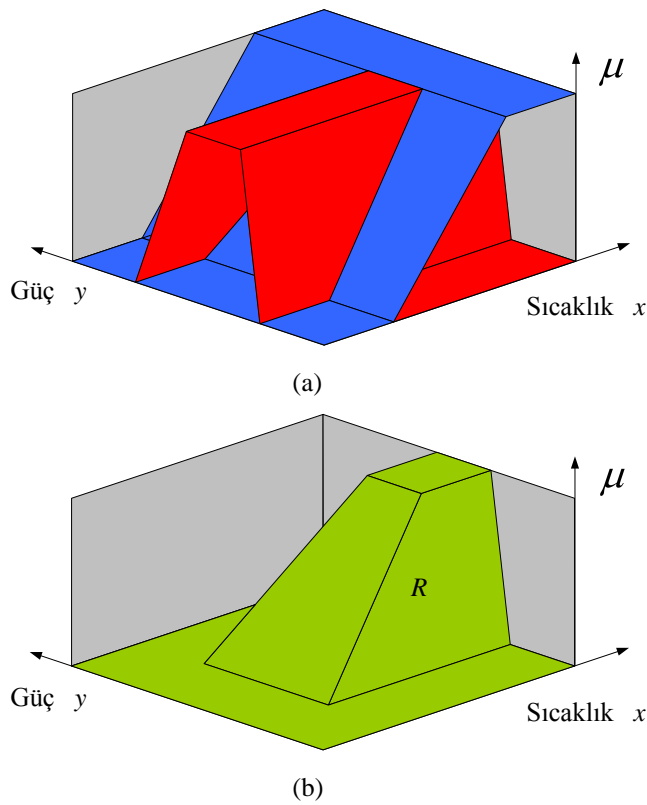 μ
Güç y
Sıcaklık x
(a)
μ
R
Güç y
Sıcaklık x
(b)